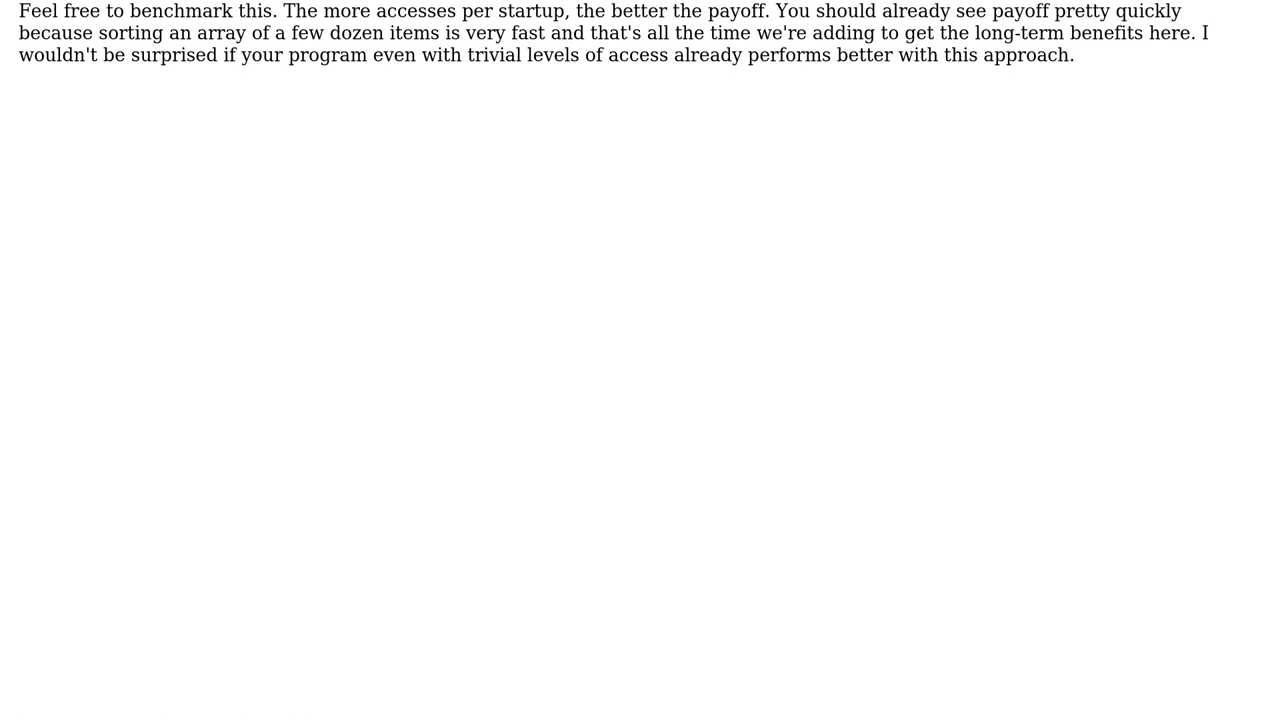 Feel free to benchmark this. The more accesses per startup, the better the payoff. You should already see payoff pretty quickly
because sorting an array of a few dozen items is very fast and that's all the time we're adding to get the long-term benefits here. I
wouldn't be surprised if your program even with trivial levels of access already performs better with this approach.